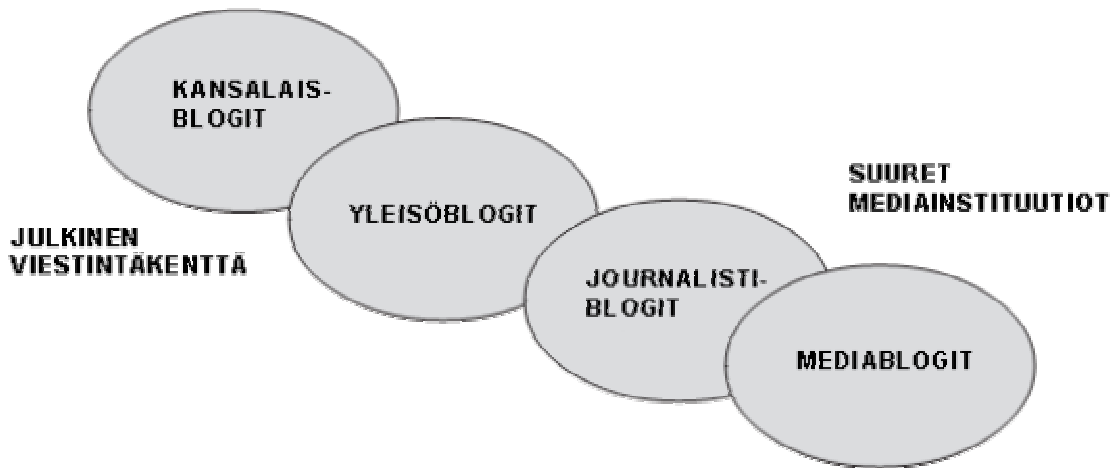 KANSALAIS-
BLOGIT
YLEISÖBLOGIT
SUURET
MEDIAINSTITUUTIOT
JULKINEN
VIESTINTÄKENTTÄ
JOURNALISTI-
BLOGIT
MEDIABLOGIT